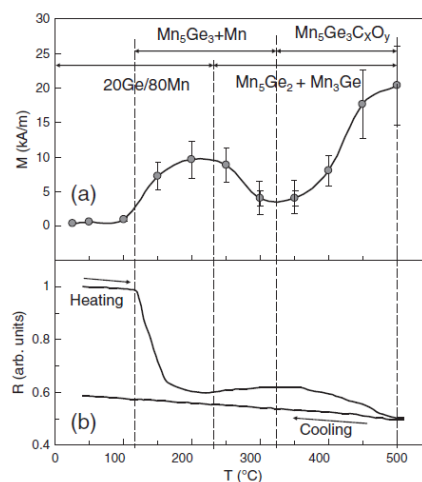 Mn₅Ge₃+Mn
Mn₅Ge₃CₓOᵧ
20Ge/80Mn
Mn₅Ge₂ + Mn₃Ge
30
25
20
15
10
5
0
M (kA/m)
(a)
1
0.8
0.6
0.4
R (arb. units)
Heating
(b)
Cooling
0
100
200
300
400
500
T (°C)